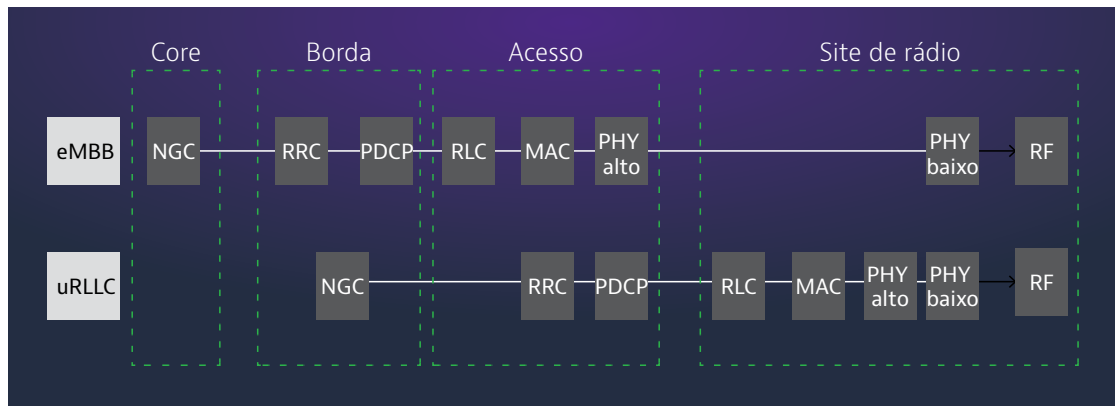 Core
Borda
Acesso
Site de rádio
eMBB
NGC
RRC
PDCP
RLC
MAC
PHY
alto
PHY
baixo
RF
uRLLC
NGC
RRC
PDCP
RLC
MAC
PHY
alto
PHY
baixo
RF